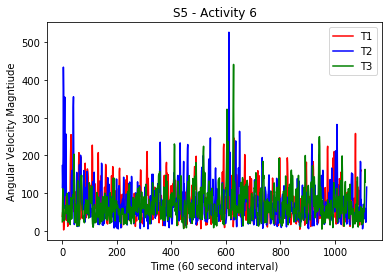 S5 - Activity 6
T1
T2
T3
Angular Velocity Magntiude
500
400
300
200
100
0
0 200 400 600 800 1000
Time (60 second interval)